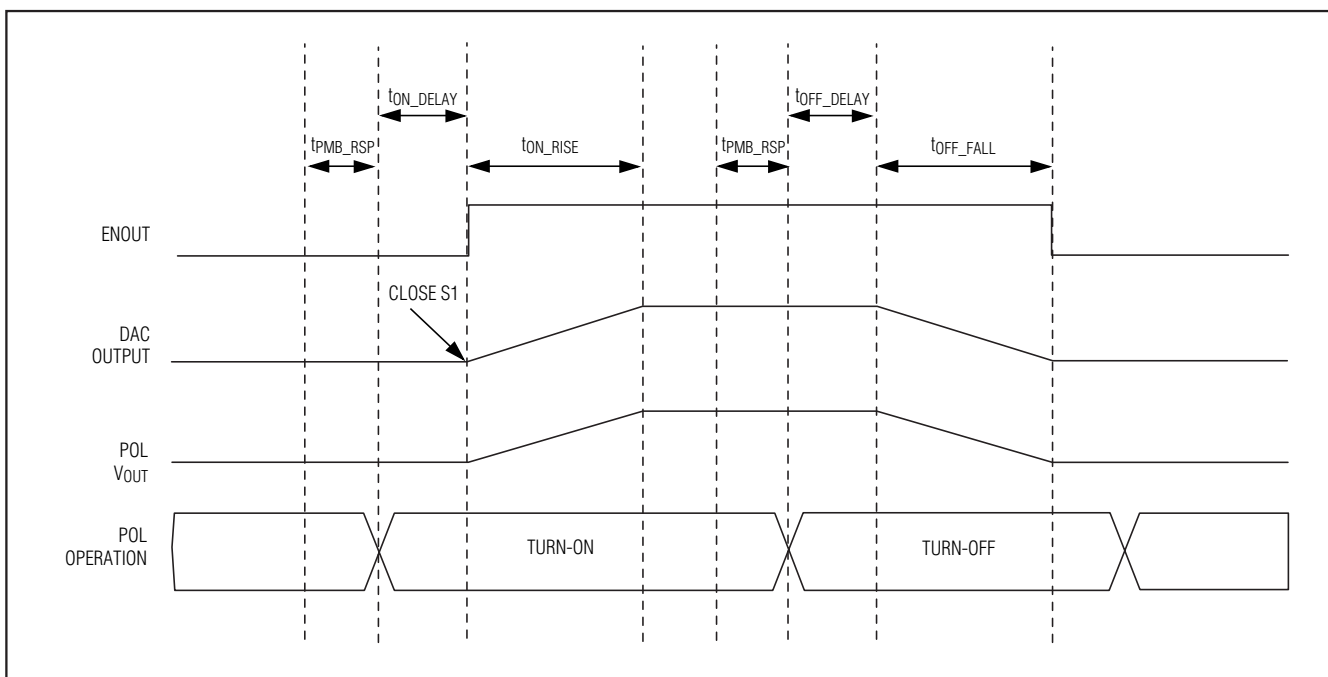 tON_DELAY
tOFF_DELAY
tPMB_RSP
tON_RISE
tPMB_RSP
tOFF_FALL
ENOUT
CLOSE S1
DAC
OUTPUT
POL
VOUT
POL
OPERATION
TURN-ON
TURN-OFF